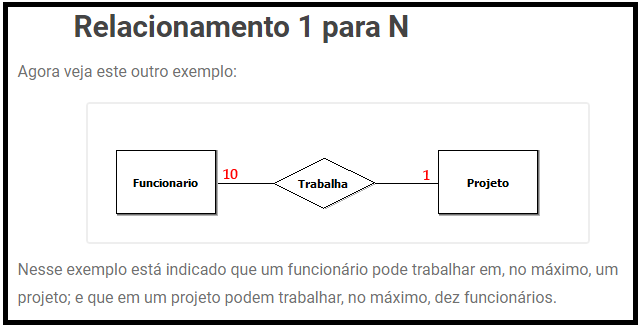 Relacionamento 1 para N
Agora veja este outro exemplo:
Funcionario 10 Trabalha 1 Projeto
Nesse exemplo está indicado que um funcionário pode trabalhar em, no máximo, um
projeto; e que em um projeto podem trabalhar, no máximo, dez funcionários.